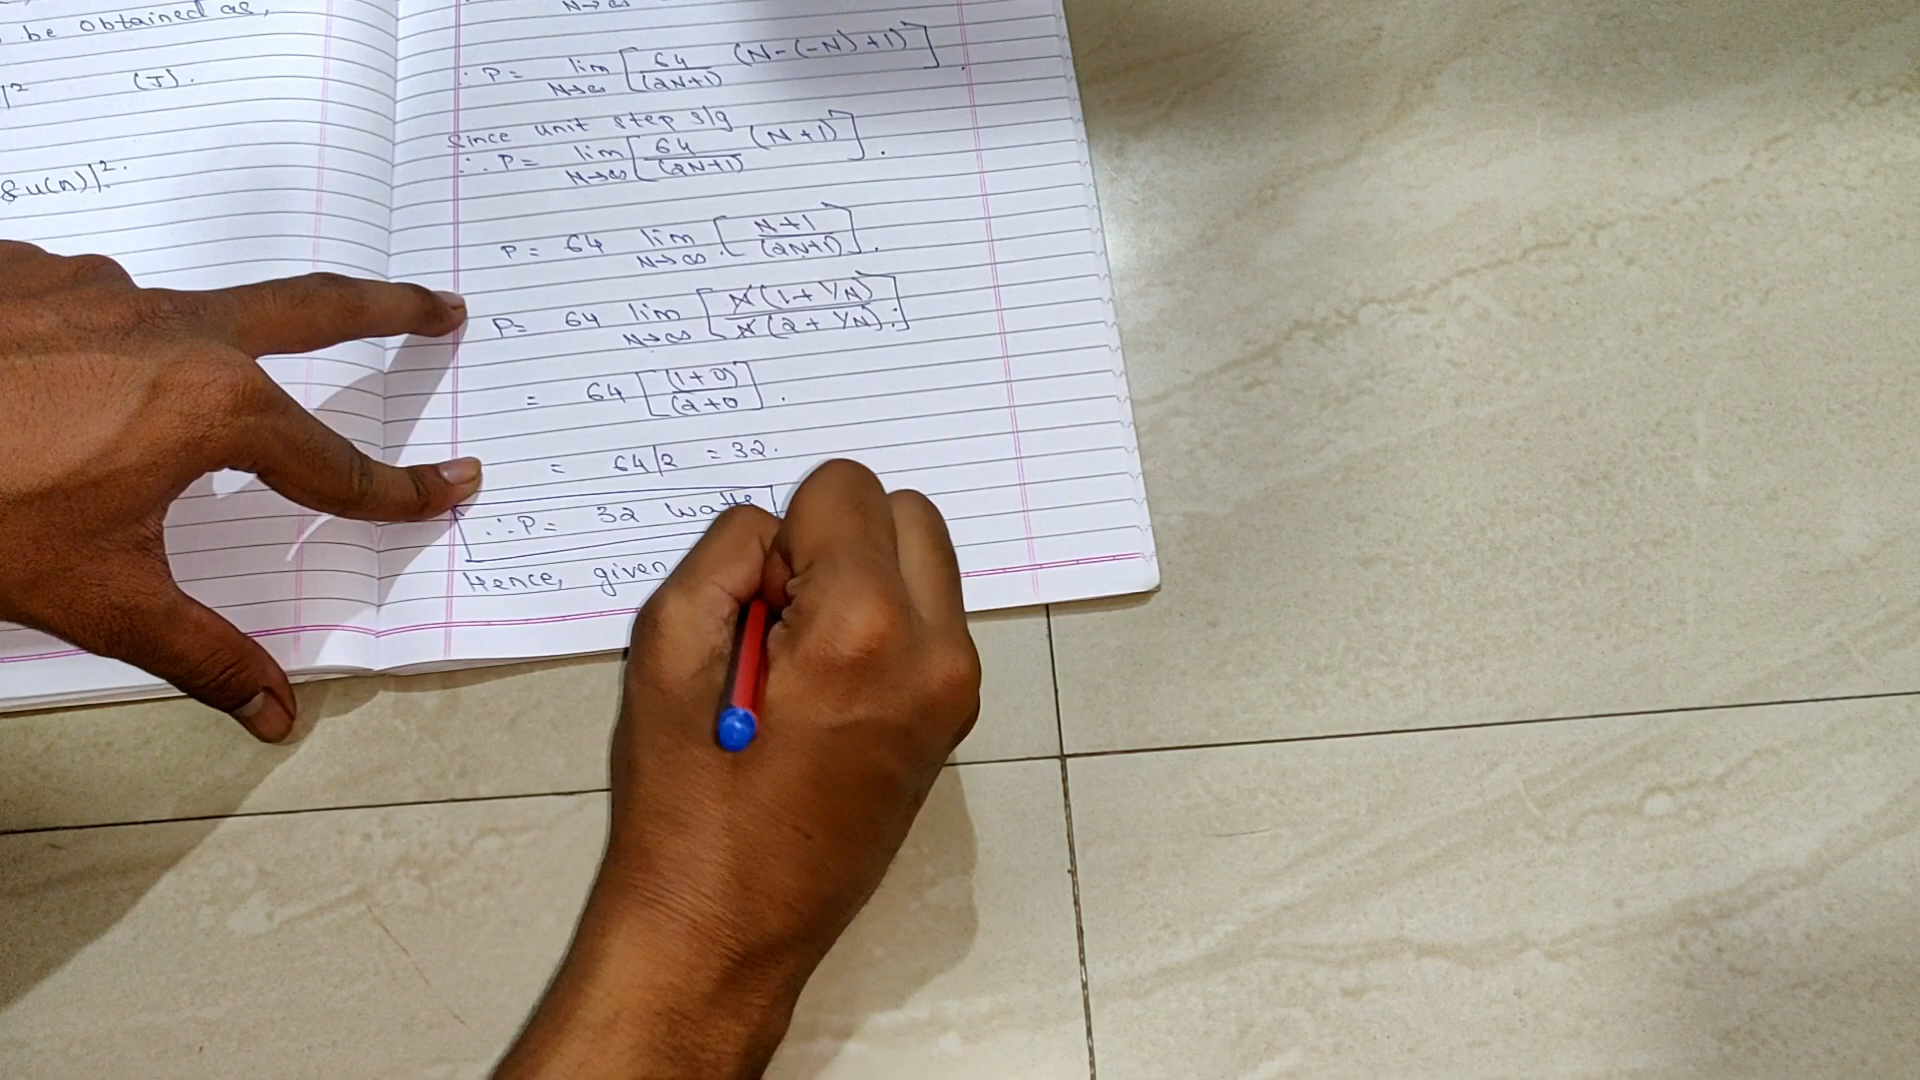 be obtained as,
|² (J).
8u(n)|².
N→∞
∴ P = lim N→∞ [ 64/(2N+1) (N-(-N)+1) ].
Since unit step s/g
∴ P = lim N→∞ [ 64/(2N+1) (N+1) ].
P = 64 lim N→∞ [ N+1/(2N+1) ].
P = 64 lim N→∞ [ N(1+1/N)/N(2+1/N). ]
= 64 [ (1+0)/(2+0 ].
= 64/2 = 32.
∴ P = 32 Watts
Hence, given